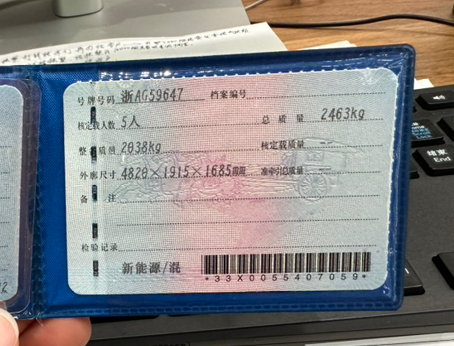 号牌号码 浙AG59647 档案编号
核定载人数 5人 总质量 2463kg
整备质量 2038kg 核定载质量 --
外廓尺寸 4820×1915×1685mm 准牵引总质量 --
备注
检验记录
新能源/混
*33X0055407059*
结束
End